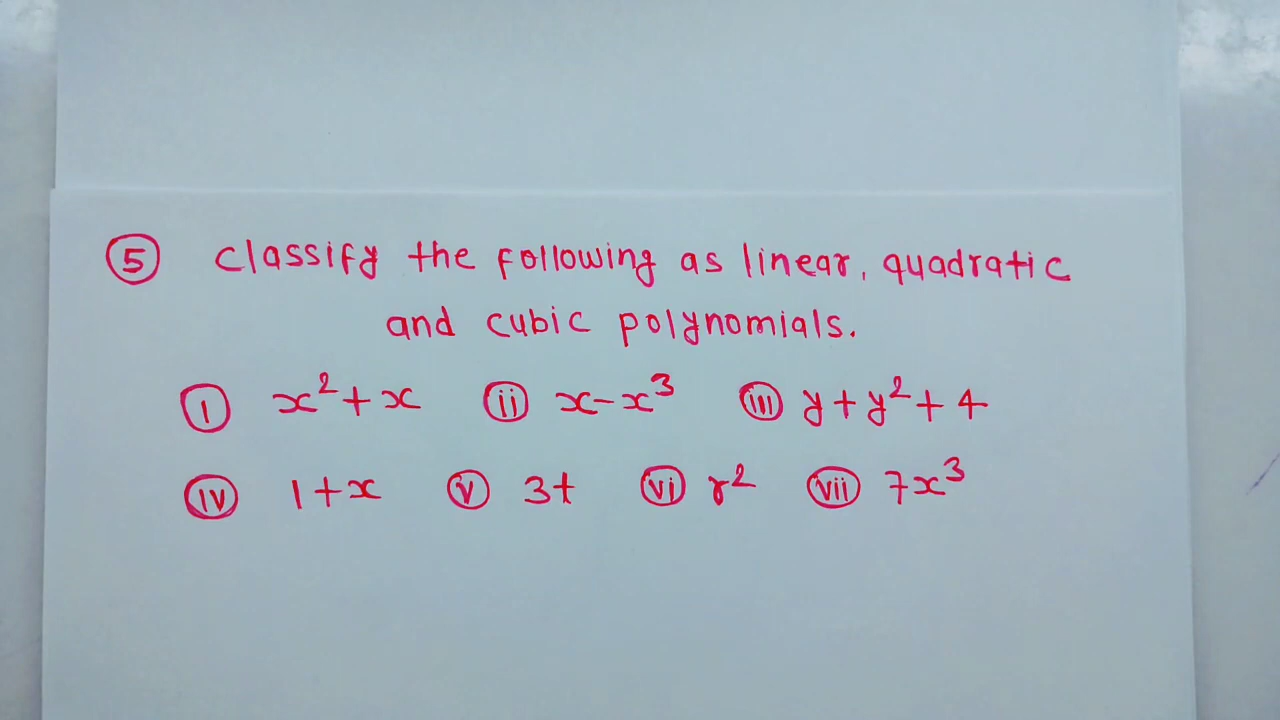 ⑤ classify the following as linear, quadratic
and cubic polynomials.
ⓘ x²+x ⓘⓘ x-x³ ⓘⓘⓘ y+y²+4
(iv) 1+x (v) 3t (vi) r² (vii) 7x³